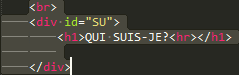 <br>
<div id="SU">
<h1>QUI SUIS-JE?<hr></h1>
</div>